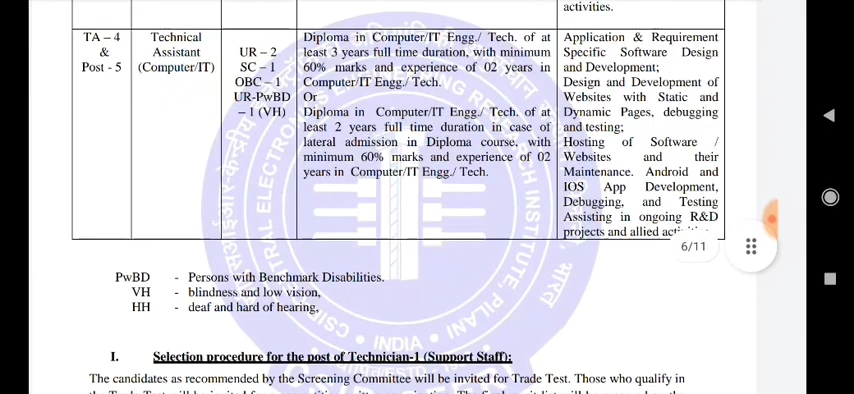 activities.
TA – 4
&
Post - 5
Technical
Assistant
(Computer/IT)
UR – 2
SC – 1
OBC – 1
UR-PwBD
– 1 (VH)
Diploma in Computer/IT Engg./ Tech. of at
least 3 years full time duration, with minimum
60% marks and experience of 02 years in
Computer/IT Engg./ Tech.
Or
Diploma in Computer/IT Engg./ Tech. of at
least 2 years full time duration in case of
lateral admission in Diploma course, with
minimum 60% marks and experience of 02
years in Computer/IT Engg./ Tech.
Application & Requirement
Specific Software Design
and Development;
Design and Development of
Websites with Static and
Dynamic Pages, debugging
and testing;
Hosting of Software /
Websites and their
Maintenance. Android and
IOS App Development,
Debugging, and Testing
Assisting in ongoing R&D
projects and allied
6/11
PwBD - Persons with Benchmark Disabilities.
VH - blindness and low vision,
HH - deaf and hard of hearing,
I. Selection procedure for the post of Technician-1 (Support Staff):
The candidates as recommended by the Screening Committee will be invited for Trade Test. Those who qualify in